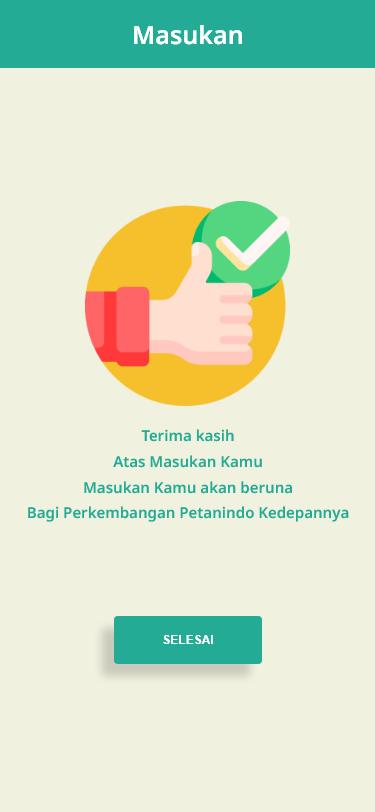 Masukan
Terima kasih
Atas Masukan Kamu
Masukan Kamu akan beruna
Bagi Perkembangan Petanindo Kedepannya
SELESAI